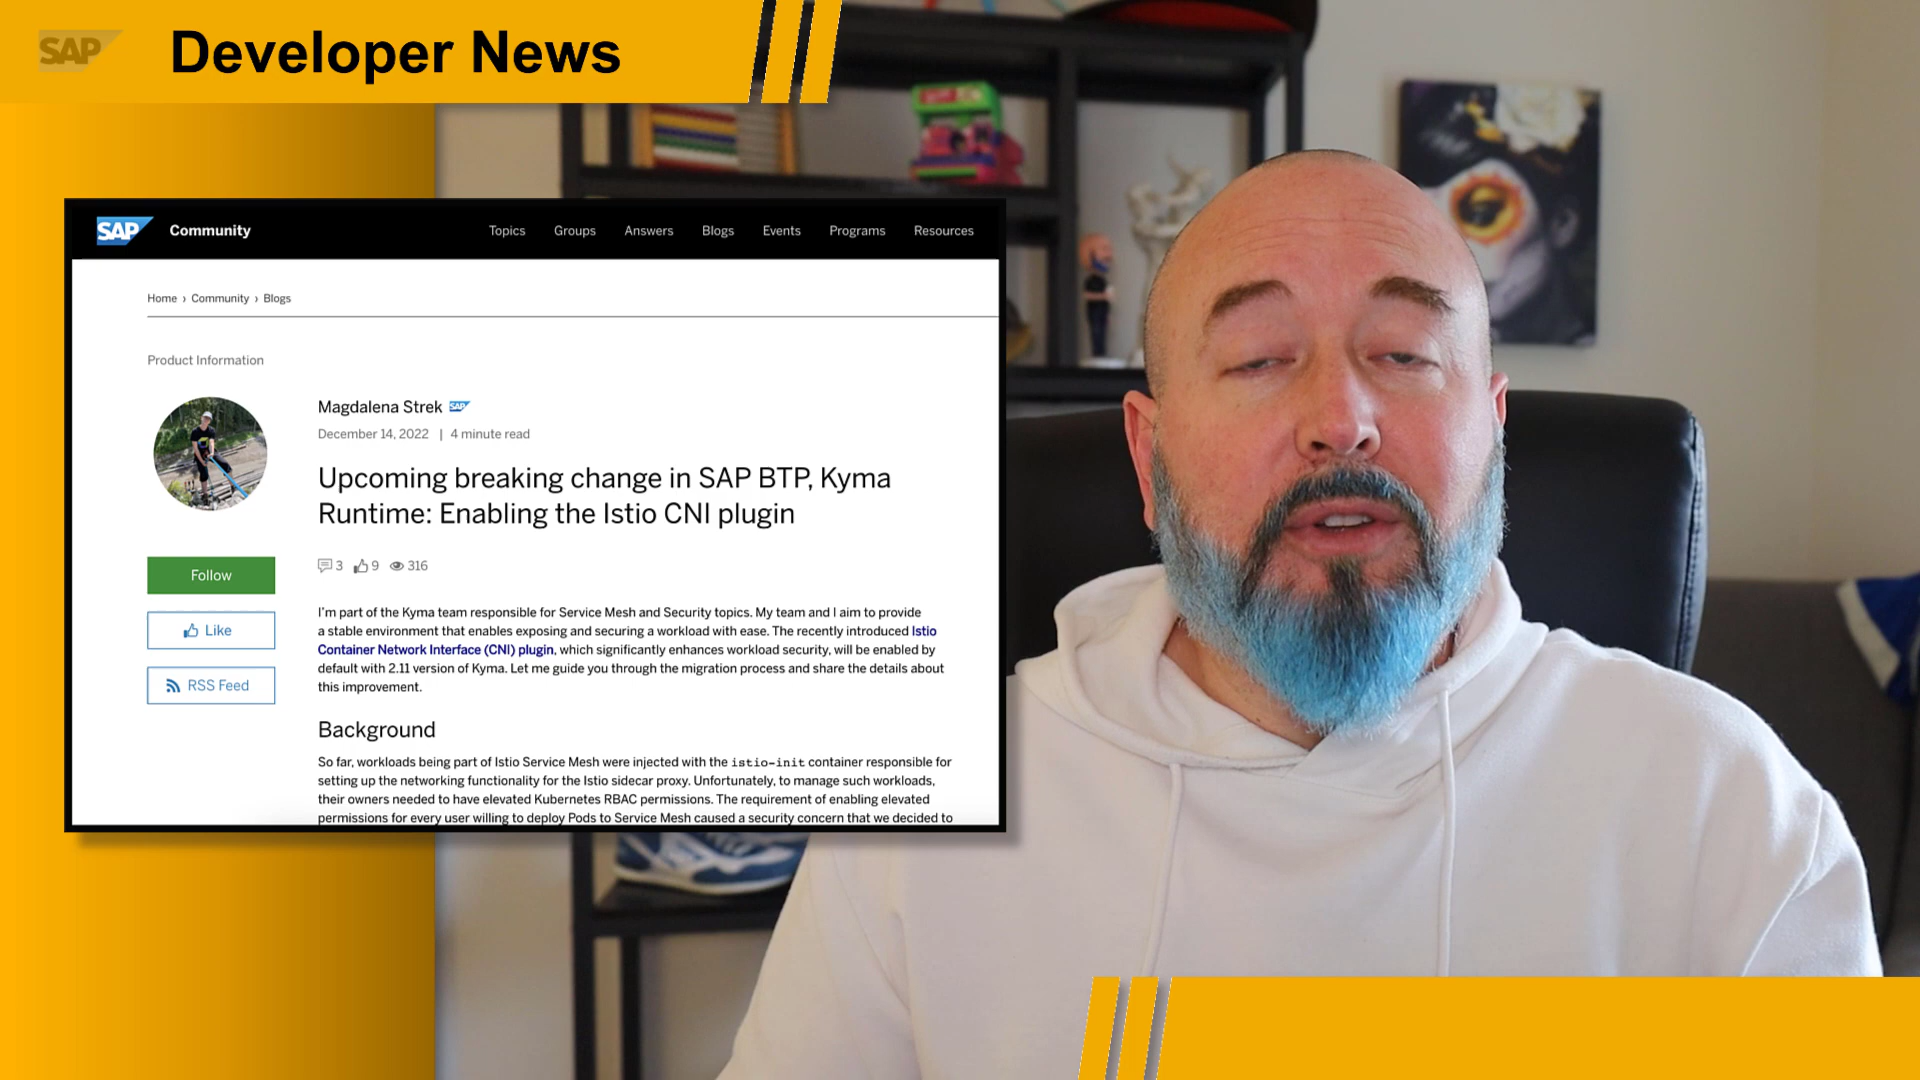 SAP Developer News
SAP Community
Topics Groups Answers Blogs Events Programs Resources
Home › Community › Blogs
Product Information
Magdalena Strek SAP
December 14, 2022 | 4 minute read
Upcoming breaking change in SAP BTP, Kyma
Runtime: Enabling the Istio CNI plugin
3 9 316
Follow
Like
RSS Feed
I'm part of the Kyma team responsible for Service Mesh and Security topics. My team and I aim to provide
a stable environment that enables exposing and securing a workload with ease. The recently introduced Istio
Container Network Interface (CNI) plugin, which significantly enhances workload security, will be enabled by
default with 2.11 version of Kyma. Let me guide you through the migration process and share the details about
this improvement.
Background
So far, workloads being part of Istio Service Mesh were injected with the istio-init container responsible for
setting up the networking functionality for the Istio sidecar proxy. Unfortunately, to manage such workloads,
their owners needed to have elevated Kubernetes RBAC permissions. The requirement of enabling elevated
permissions for every user willing to deploy Pods to Service Mesh caused a security concern that we decided to